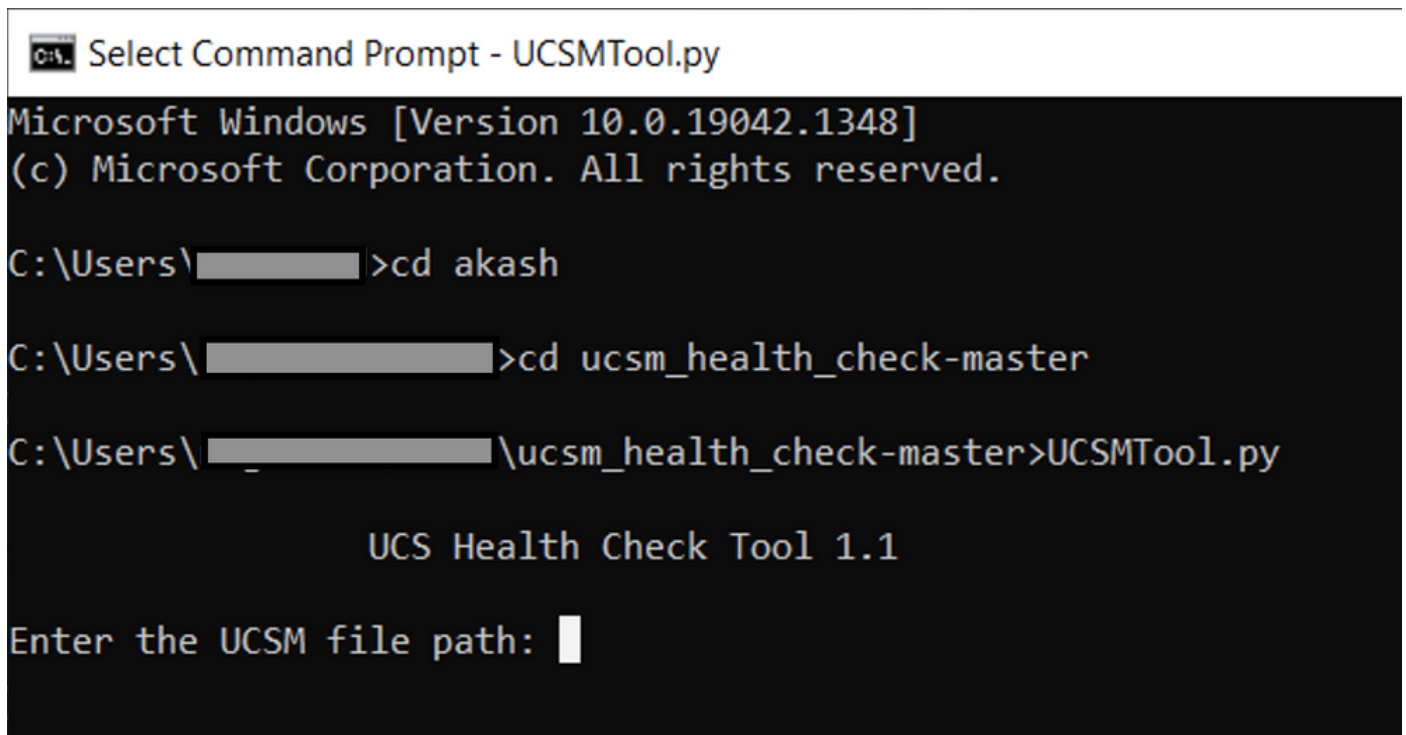 Select Command Prompt - UCSMTool.py
Microsoft Windows [Version 10.0.19042.1348]
(c) Microsoft Corporation. All rights reserved.
C:\Users\ >cd akash
C:\Users\ >cd ucsm_health_check-master
C:\Users\ \ucsm_health_check-master>UCSMTool.py
UCS Health Check Tool 1.1
Enter the UCSM file path: